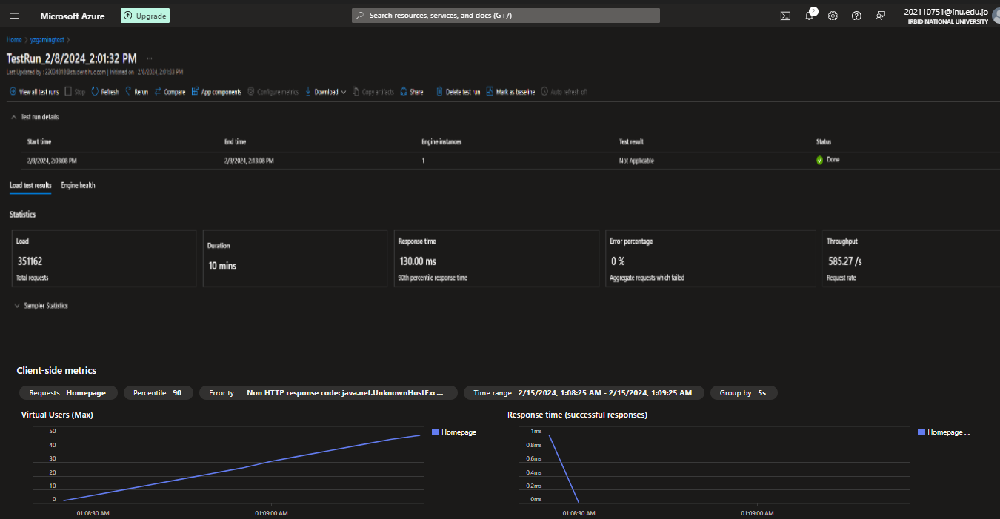 Microsoft Azure
Upgrade
Search resources, services, and docs (G+/)
2
202110751@inu.edu.jo
IRBID NATIONAL UNIVERSITY
Home > yzgamingtest >
TestRun_2/8/2024_2:01:32 PM ...
Last Updated by : 22034018@student.ltuc.com | Initiated on : 2/8/2024, 2:01:33 PM
View all test runs Stop Refresh Rerun Compare App components Configure metrics Download Copy artifacts Share Delete test run Mark as baseline Auto refresh off
Test run details
Start time End time Engine instances Test result Status
2/8/2024, 2:03:08 PM 2/8/2024, 2:13:08 PM 1 Not Applicable Done
Load test results Engine health
Statistics
Load
351162
Total requests
Duration
10 mins
Response time
130.00 ms
90th percentile response time
Error percentage
0 %
Aggregate requests which failed
Throughput
585.27 /s
Request rate
Sampler Statistics
Client-side metrics
Requests : Homepage Percentile : 90 Error ty... : Non HTTP response code: java.net.UnknownHostExc... Time range : 2/15/2024, 1:08:25 AM - 2/15/2024, 1:09:25 AM Group by : 5s
Virtual Users (Max)
50
40
30
20
10
0
01:08:30 AM 01:09:00 AM
Homepage
Response time (successful responses)
1ms
0.8ms
0.6ms
0.4ms
0.2ms
0ms
01:08:30 AM 01:09:00 AM
Homepage ...